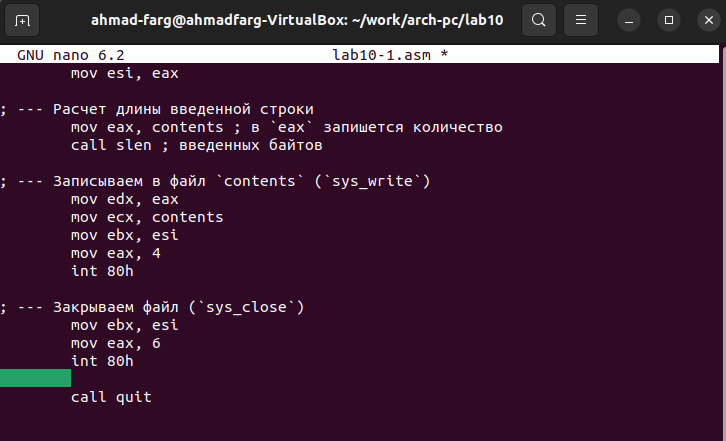 ahmad-farg@ahmadfarg-VirtualBox: ~/work/arch-pc/lab10
GNU nano 6.2 lab10-1.asm *
mov esi, eax
; --- Расчет длины введенной строки
mov eax, contents ; в `eax` запишется количество
call slen ; введенных байтов
; --- Записываем в файл `contents` (`sys_write`)
mov edx, eax
mov ecx, contents
mov ebx, esi
mov eax, 4
int 80h
; --- Закрываем файл (`sys_close`)
mov ebx, esi
mov eax, 6
int 80h
call quit